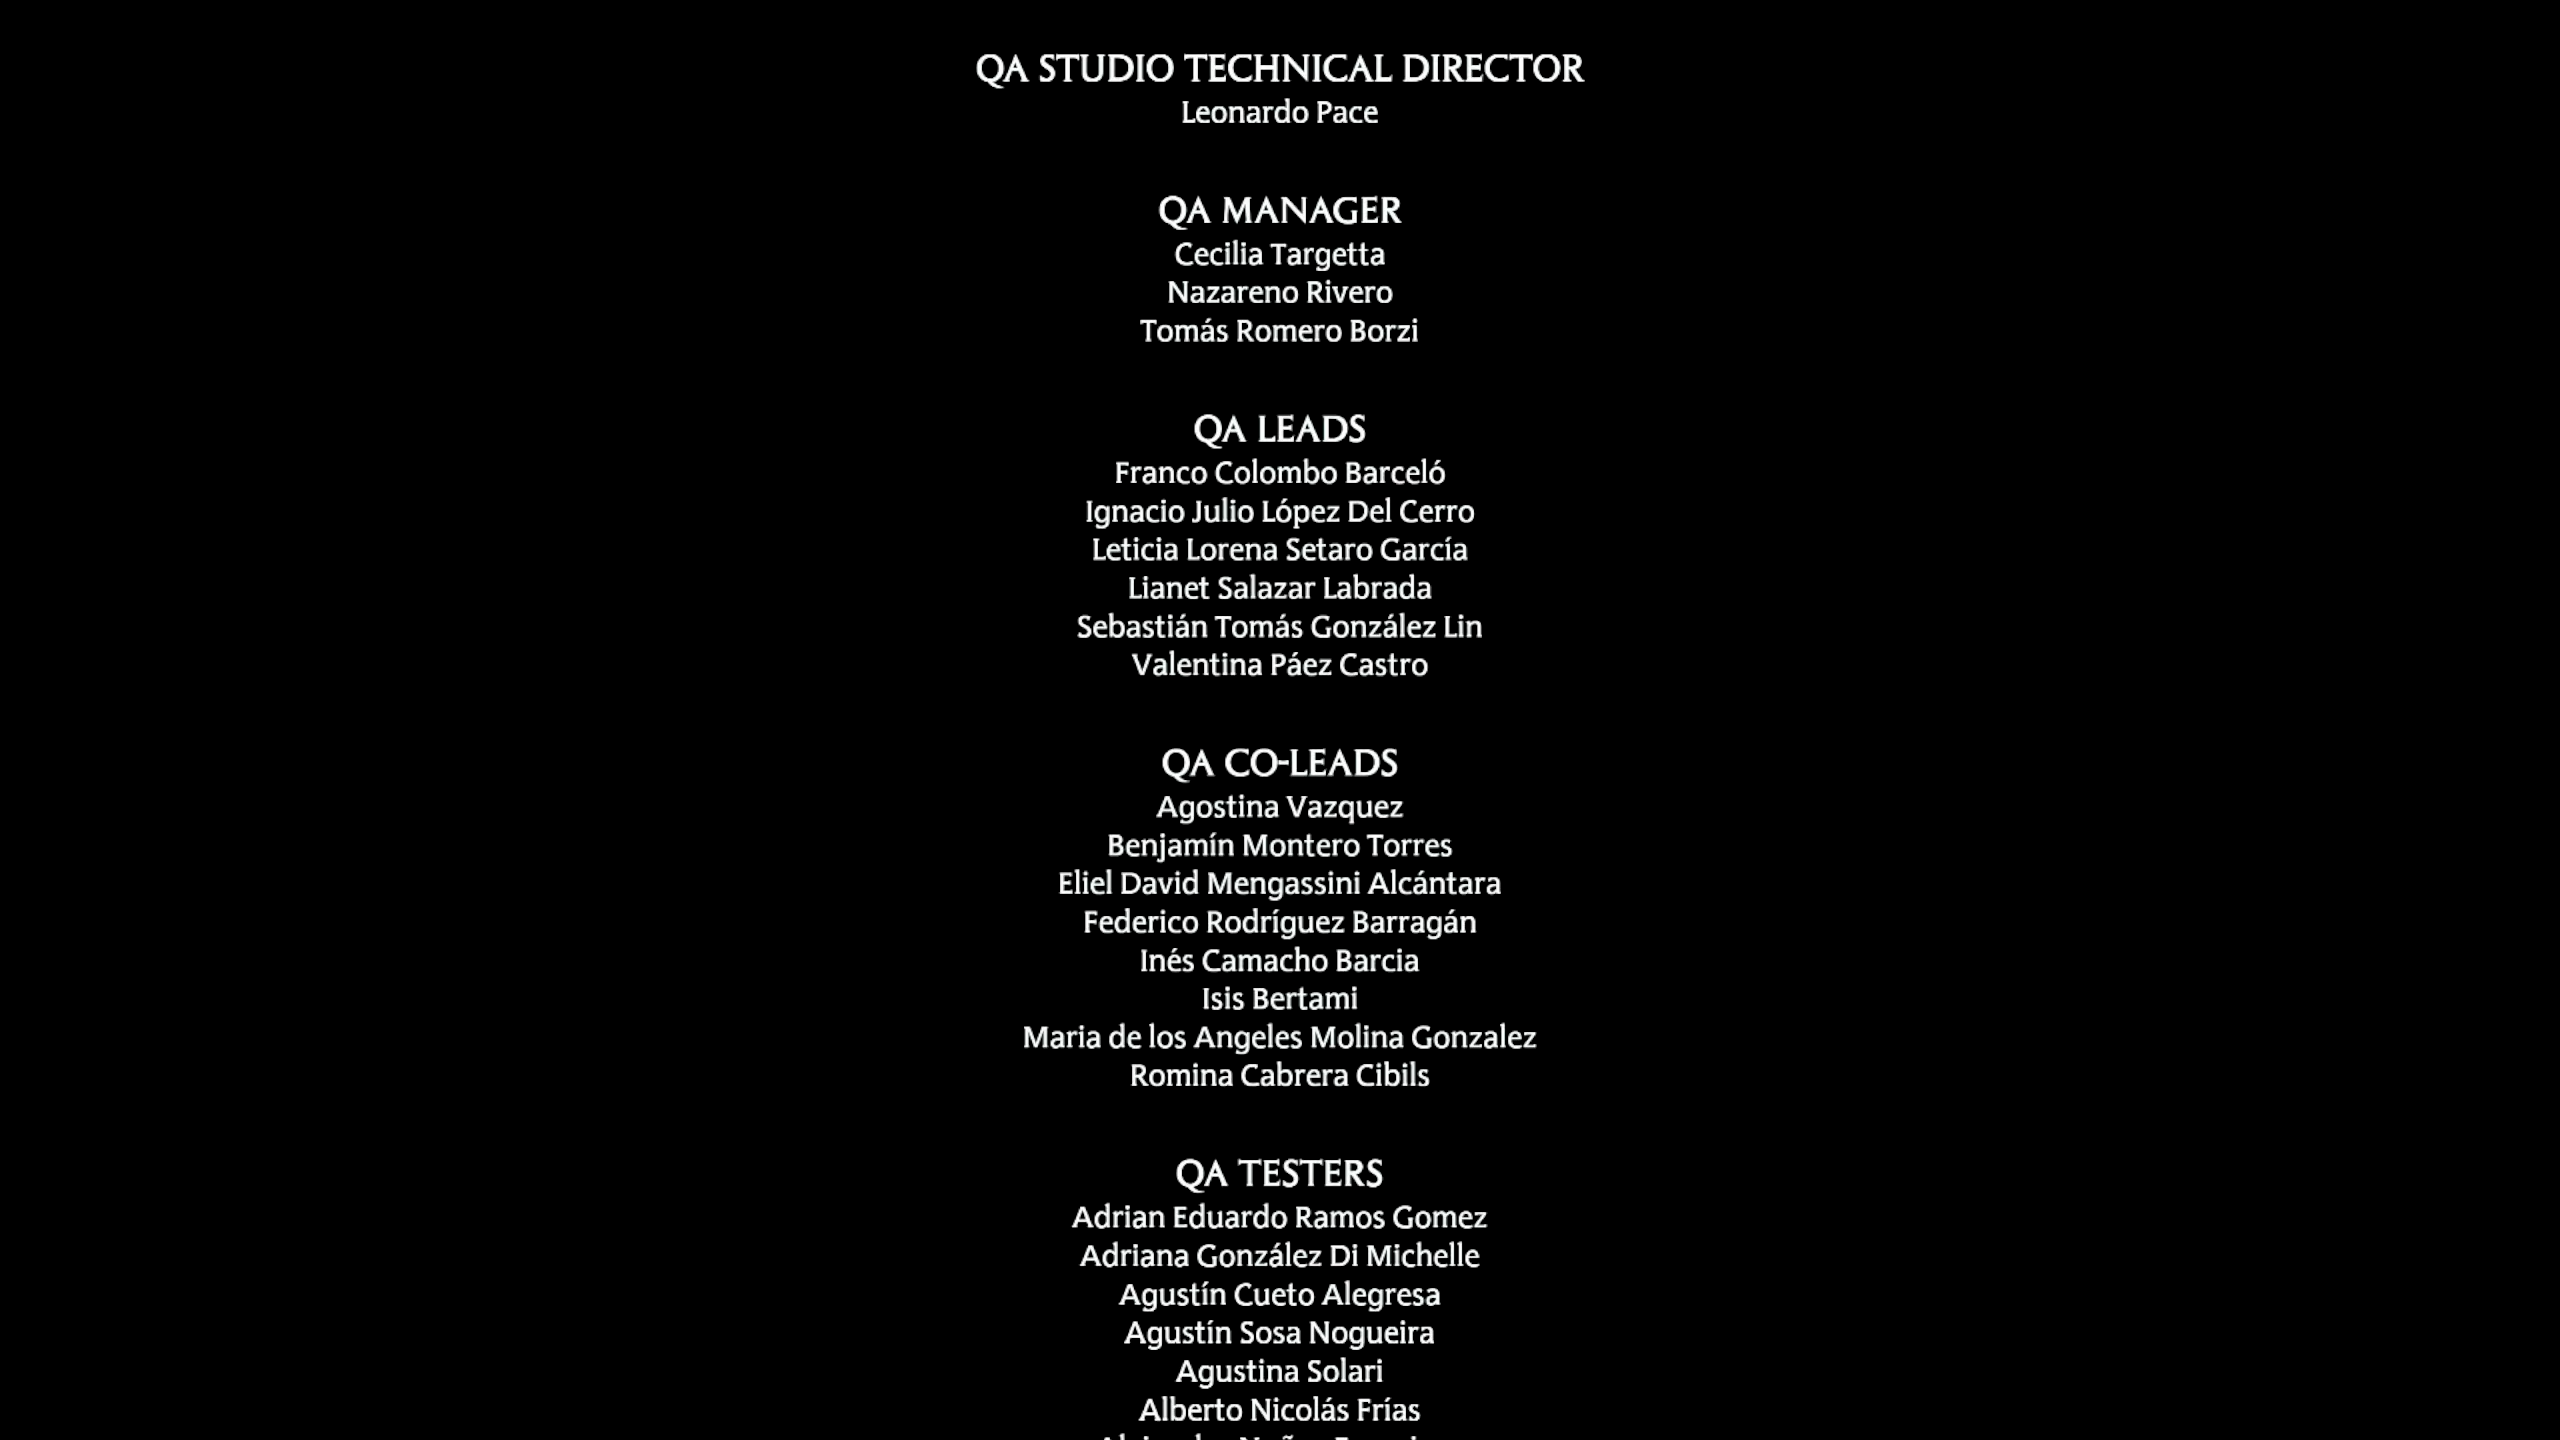 QA STUDIO TECHNICAL DIRECTOR
Leonardo Pace
QA MANAGER
Cecilia Targetta
Nazareno Rivero
Tomás Romero Borzi
QA LEADS
Franco Colombo Barceló
Ignacio Julio López Del Cerro
Leticia Lorena Setaro García
Lianet Salazar Labrada
Sebastián Tomás González Lin
Valentina Páez Castro
QA CO-LEADS
Agostina Vazquez
Benjamín Montero Torres
Eliel David Mengassini Alcántara
Federico Rodríguez Barragán
Inés Camacho Barcia
Isis Bertami
Maria de los Angeles Molina Gonzalez
Romina Cabrera Cibils
QA TESTERS
Adrian Eduardo Ramos Gomez
Adriana González Di Michelle
Agustín Cueto Alegresa
Agustín Sosa Nogueira
Agustina Solari
Alberto Nicolás Frías